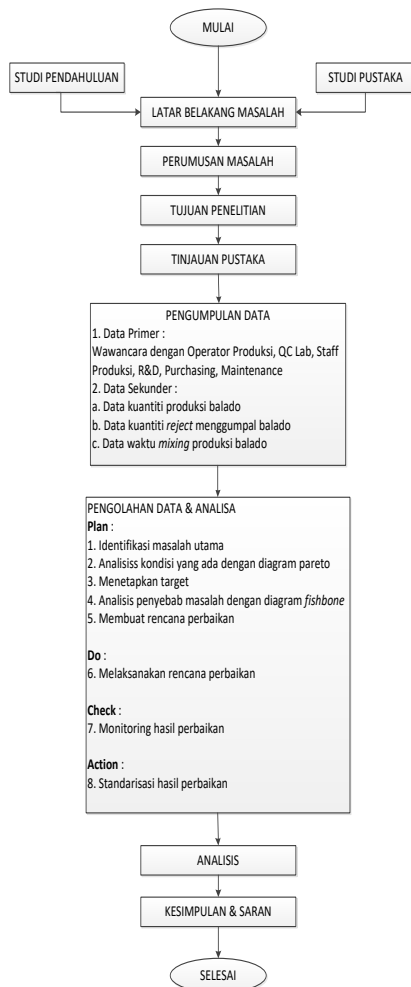 MULAI
STUDI PENDAHULUAN
STUDI PUSTAKA
LATAR BELAKANG MASALAH
PERUMUSAN MASALAH
TUJUAN PENELITIAN
TINJAUAN PUSTAKA
PENGUMPULAN DATA
1. Data Primer :
Wawancara dengan Operator Produksi, QC Lab, Staff
Produksi, R&D, Purchasing, Maintenance
2. Data Sekunder :
a. Data kuantiti produksi balado
b. Data kuantiti reject menggumpal balado
c. Data waktu mixing produksi balado
PENGOLAHAN DATA & ANALISA
Plan :
1. Identifikasi masalah utama
2. Analisiss kondisi yang ada dengan diagram pareto
3. Menetapkan target
4. Analisis penyebab masalah dengan diagram fishbone
5. Membuat rencana perbaikan
Do :
6. Melaksanakan rencana perbaikan
Check :
7. Monitoring hasil perbaikan
Action :
8. Standarisasi hasil perbaikan
ANALISIS
KESIMPULAN & SARAN
SELESAI